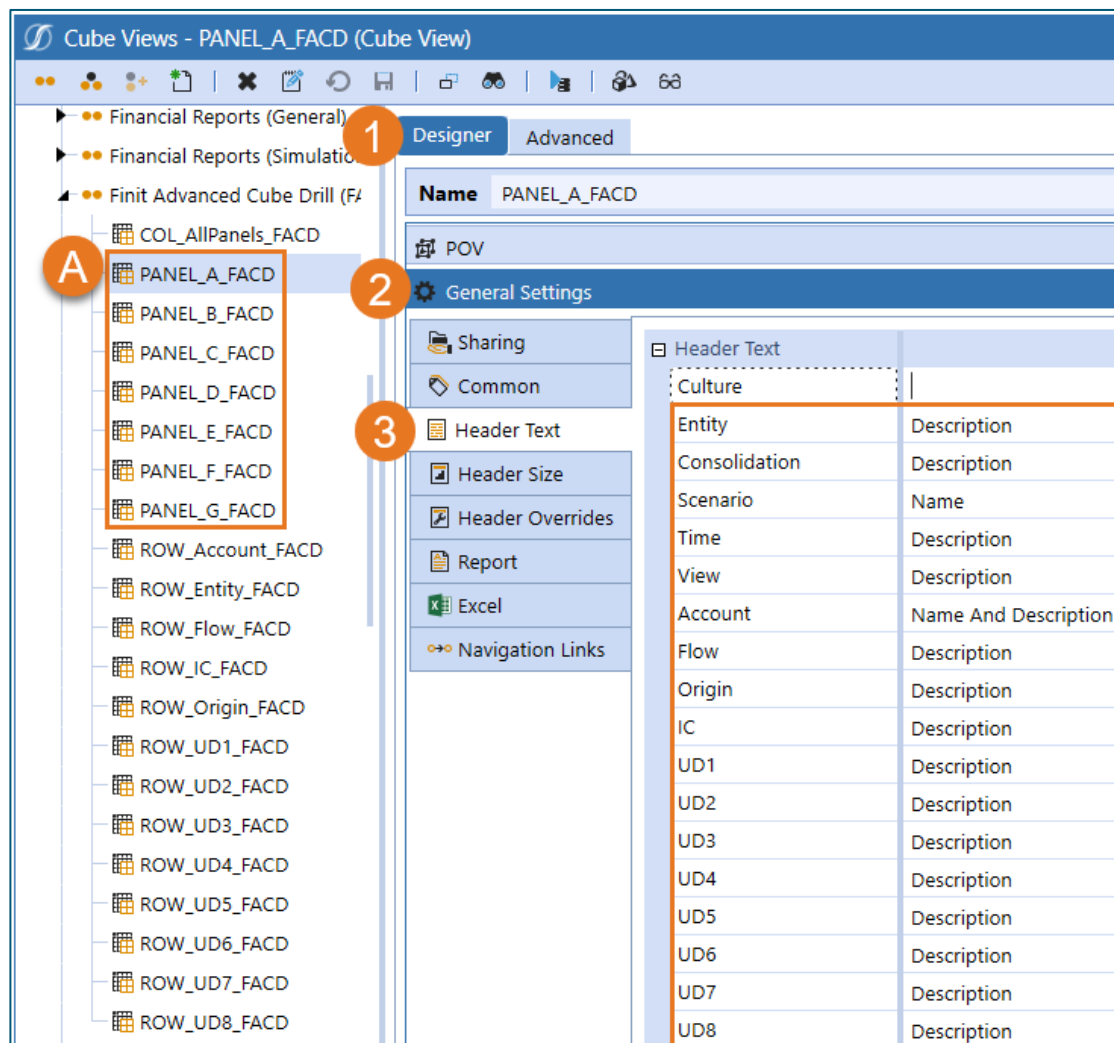 Cube Views - PANEL_A_FACD (Cube View)
Financial Reports (General)
Financial Reports (Simulatio
Finit Advanced Cube Drill (FA
COL_AllPanels_FACD
A
PANEL_A_FACD
PANEL_B_FACD
PANEL_C_FACD
PANEL_D_FACD
PANEL_E_FACD
PANEL_F_FACD
PANEL_G_FACD
ROW_Account_FACD
ROW_Entity_FACD
ROW_Flow_FACD
ROW_IC_FACD
ROW_Origin_FACD
ROW_UD1_FACD
ROW_UD2_FACD
ROW_UD3_FACD
ROW_UD4_FACD
ROW_UD5_FACD
ROW_UD6_FACD
ROW_UD7_FACD
ROW_UD8_FACD
1 Designer Advanced
Name PANEL_A_FACD
POV
2 General Settings
Sharing
Common
3 Header Text
Header Size
Header Overrides
Report
Excel
Navigation Links
Header Text
Culture
Entity Description
Consolidation Description
Scenario Name
Time Description
View Description
Account Name And Description
Flow Description
Origin Description
IC Description
UD1 Description
UD2 Description
UD3 Description
UD4 Description
UD5 Description
UD6 Description
UD7 Description
UD8 Description